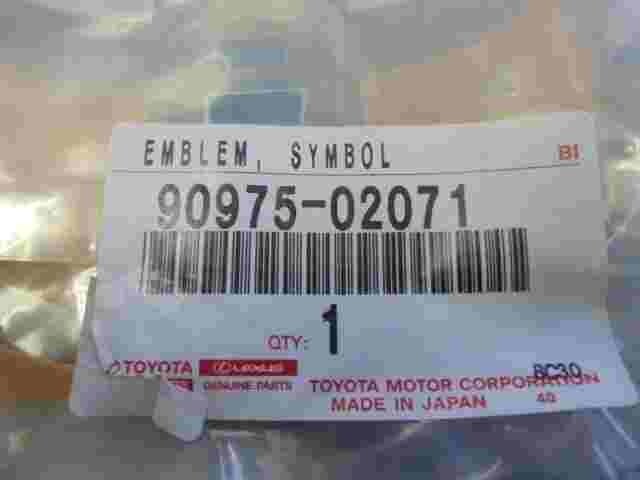 EMBLEM, SYMBOL BI
90975-02071
QTY: 1
TOYOTA LEXUS
GENUINE PARTS
BC30
TOYOTA MOTOR CORPORATION
MADE IN JAPAN 40